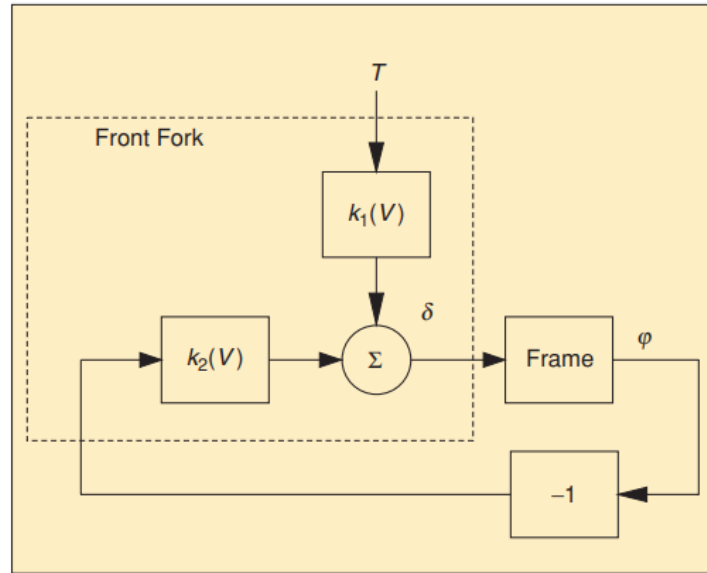 T
Front Fork
k₁(V)
δ
k₂(V)
Σ
Frame
φ
−1